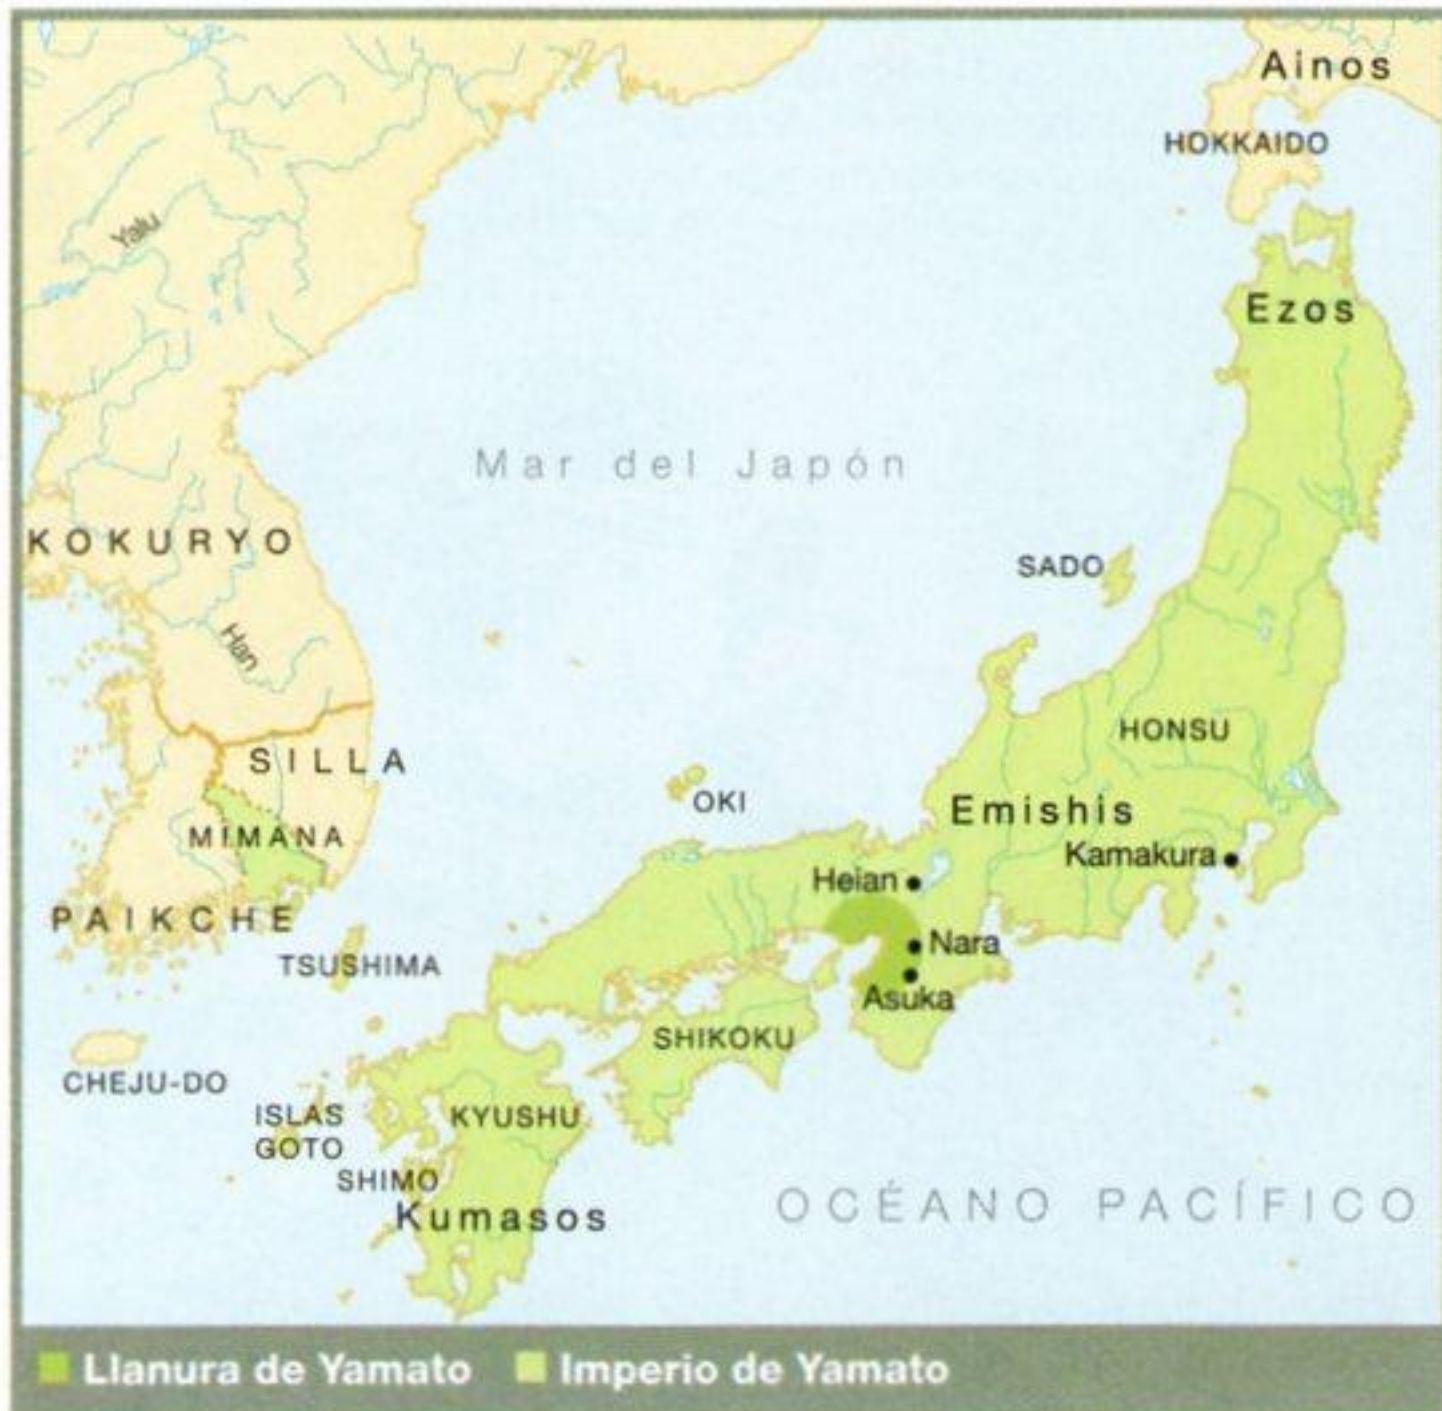 Ainos
HOKKAIDO
Yalu
Ezos
Mar del Japón
KOKURYO
SADO
Han
HONSU
SILLA
OKI
Emishis
MIMANA
Kamakura
Heian
PAIKCHE
Nara
TSUSHIMA
Asuka
SHIKOKU
CHEJU-DO
ISLAS
GOTO
KYUSHU
SHIMO
Kumasos
OCÉANO PACÍFICO
Llanura de Yamato
Imperio de Yamato